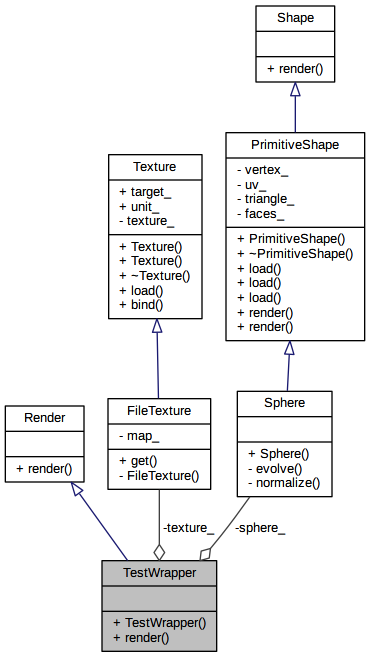 Shape
+ render()
PrimitiveShape
- vertex_
- uv_
- triangle_
- faces_
+ PrimitiveShape()
+ ~PrimitiveShape()
+ load()
+ load()
+ load()
+ render()
+ render()
Texture
+ target_
+ unit_
- texture_
+ Texture()
+ Texture()
+ ~Texture()
+ load()
+ bind()
Render
+ render()
FileTexture
- map_
+ get()
- FileTexture()
Sphere
+ Sphere()
- evolve()
- normalize()
-texture_
-sphere_
TestWrapper
+ TestWrapper()
+ render()